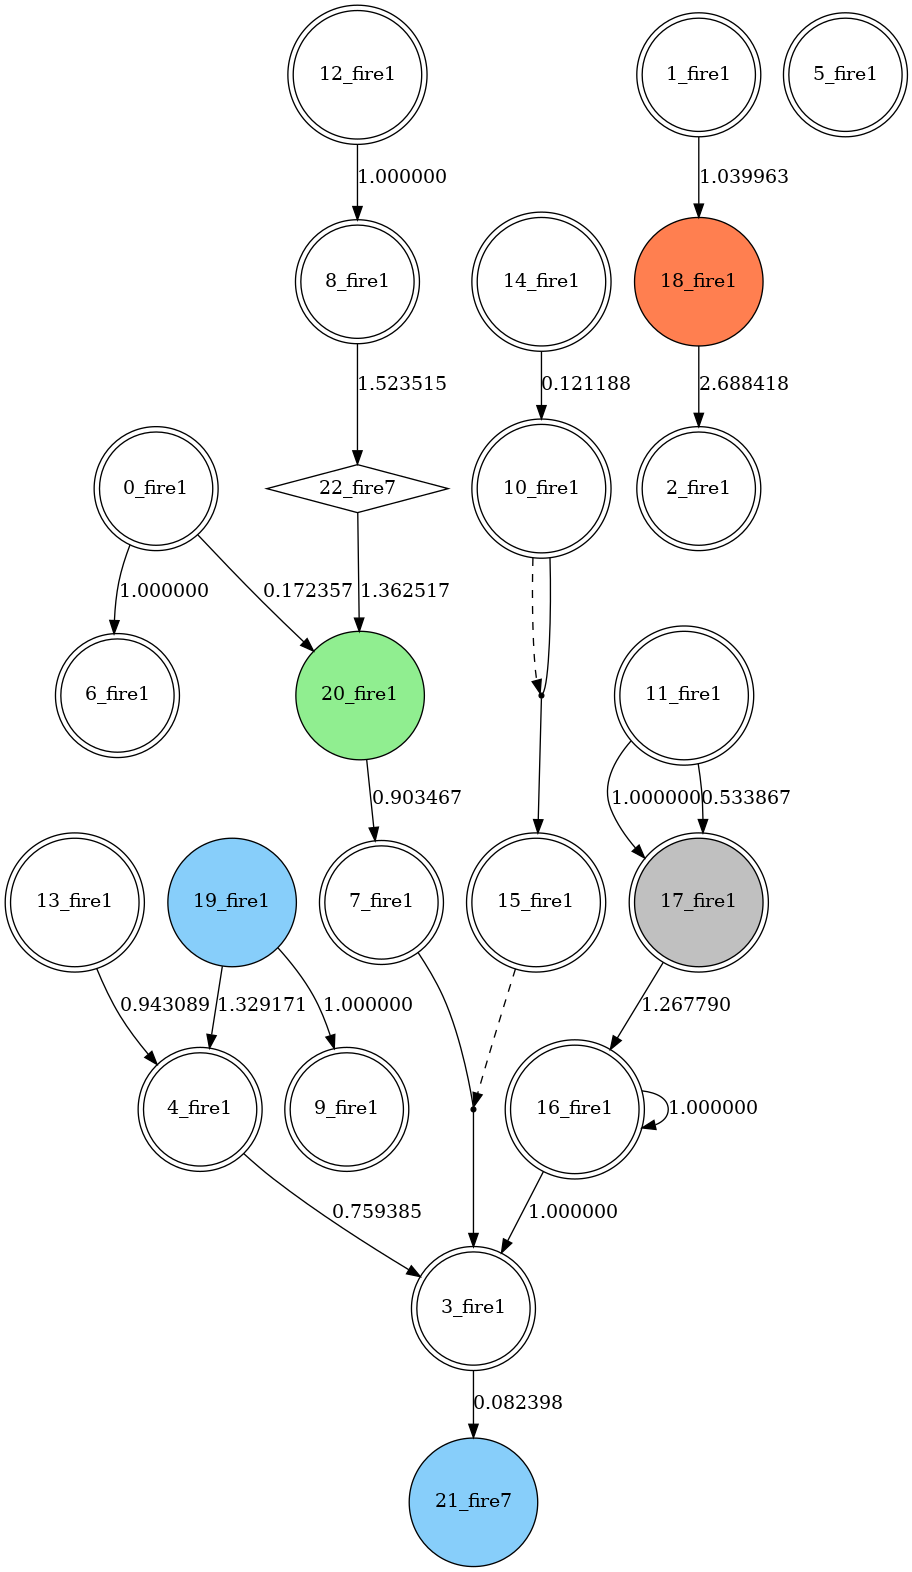 12_fire1
1_fire1
5_fire1
1.000000
1.039963
8_fire1
14_fire1
18_fire1
1.523515
0.121188
2.688418
0_fire1
22_fire7
10_fire1
2_fire1
1.000000
0.172357
1.362517
6_fire1
20_fire1
11_fire1
0.903467
1.000000
0.533867
13_fire1
19_fire1
7_fire1
15_fire1
17_fire1
0.943089
1.329171
1.000000
1.267790
4_fire1
9_fire1
16_fire1
1.000000
0.759385
1.000000
3_fire1
0.082398
21_fire7